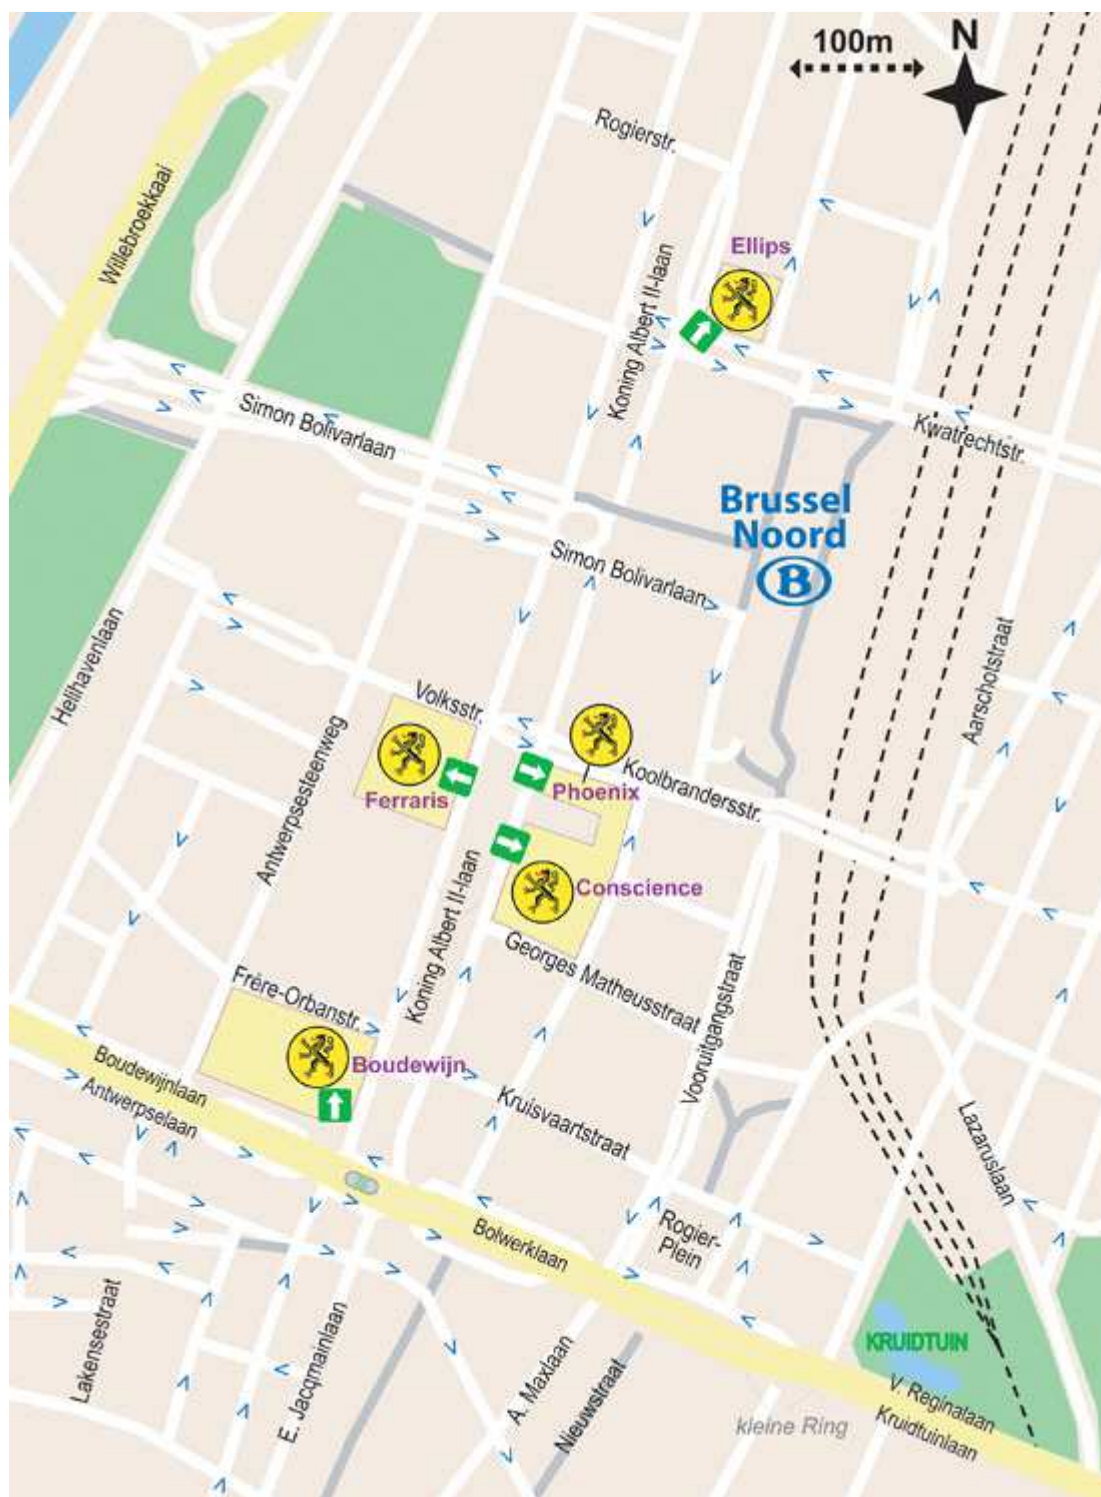 100m
N
Rogierstr.
Willebroekkaai
Ellips
Koning Albert II-laan
Simon Bolivarlaan
Kwatrechtstr.
Brussel
Noord
B
Simon Bolivarlaan
Helihavenlaan
Aarschotstraat
Volksstr.
Antwerpsesteenweg
Koolbrandersstr.
Ferraris
Phoenix
Conscience
Koning Albert II-laan
Georges Matheusstraat
Vooruitgangstraat
Frère-Orbanstr.
Boudewijn
Boudewijnlaan
Antwerpselaan
Kruisvaartstraat
Lazaruslaan
Rogier-
Plein
Bolwerklaan
Lakensestraat
E. Jacqmainlaan
A. Maxlaan
Nieuwstraat
KRUIDTUIN
V. Reginalaan
Kruidtuinlaan
kleine Ring